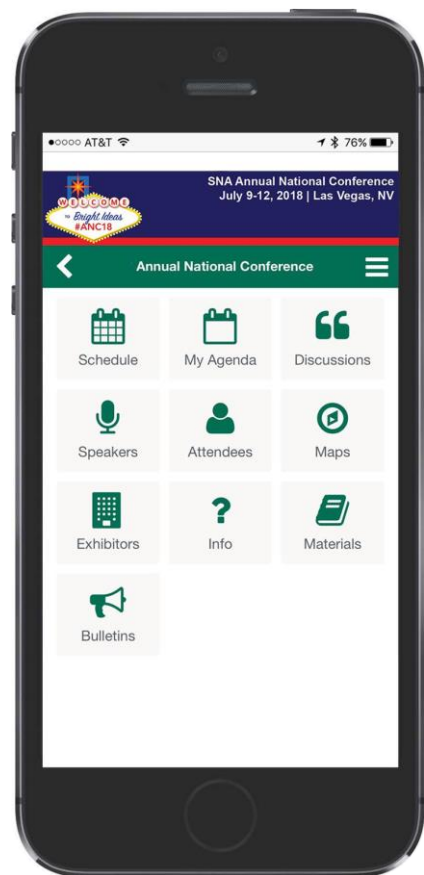 AT&T
76%
WELCOME
to Bright Ideas
#ANC18
SNA Annual National Conference
July 9-12, 2018 | Las Vegas, NV
Annual National Conference
Schedule
My Agenda
Discussions
Speakers
Attendees
Maps
Exhibitors
Info
Materials
Bulletins